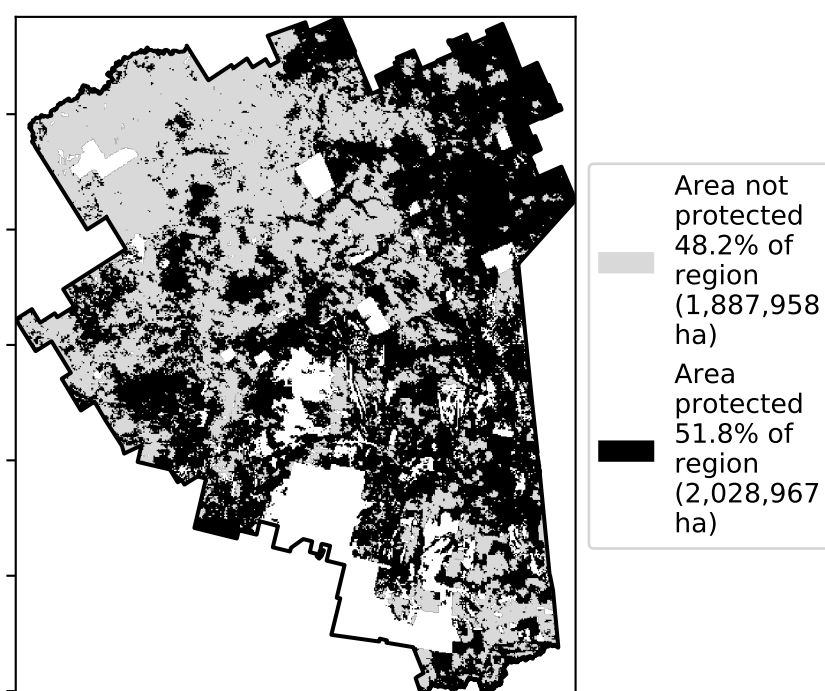 Area not
protected
48.2% of
region
(1,887,958
ha)
Area
protected
51.8% of
region
(2,028,967
ha)